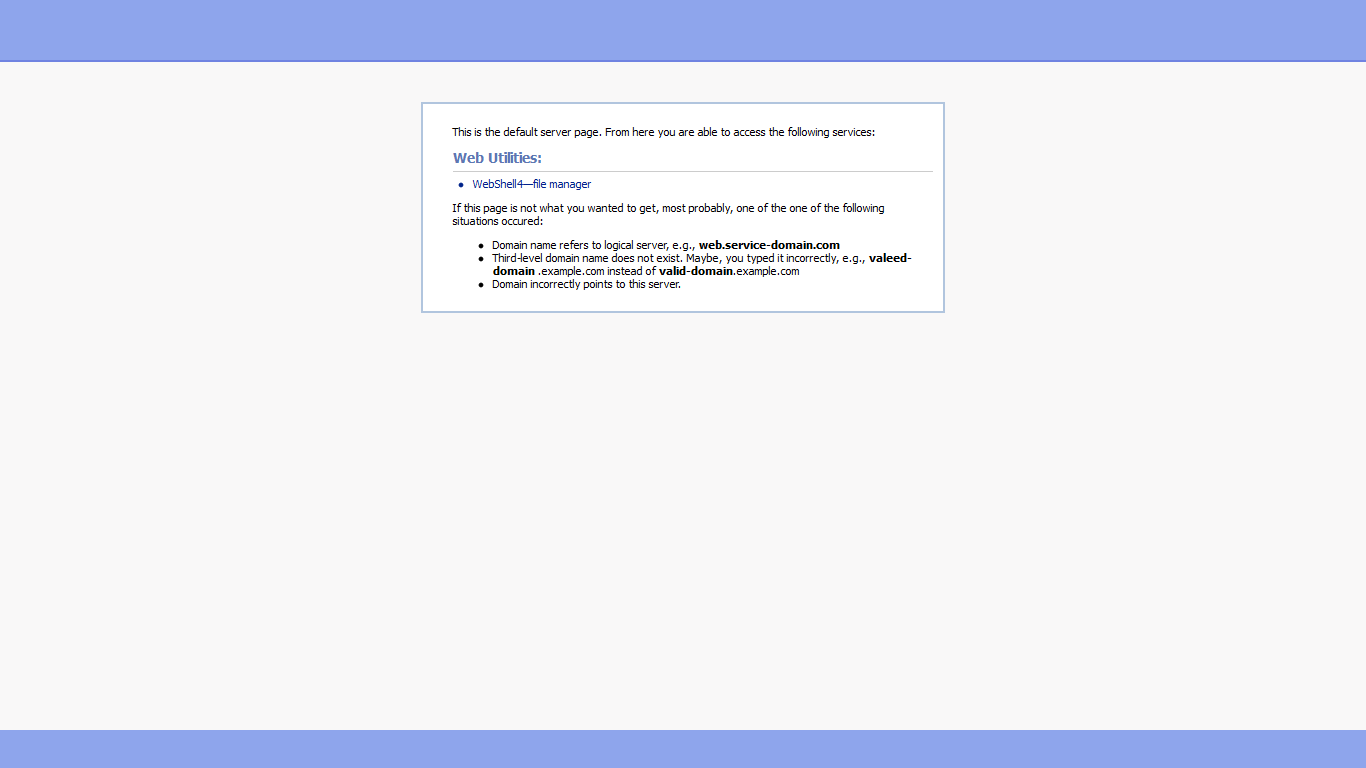 This is the default server page. From here you are able to access the following services:
Web Utilities:
WebShell4—file manager
If this page is not what you wanted to get, most probably, one of the one of the following
situations occured:
Domain name refers to logical server, e.g., web.service-domain.com
Third-level domain name does not exist. Maybe, you typed it incorrectly, e.g., valeed-
domain .example.com instead of valid-domain.example.com
Domain incorrectly points to this server.